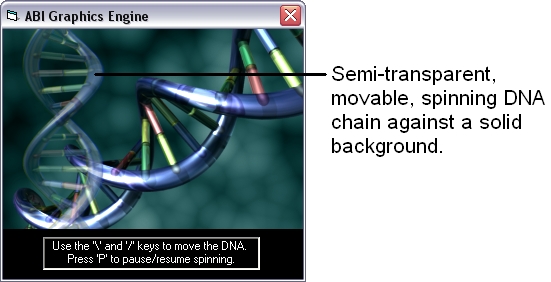 ABI Graphics Engine
Semi-transparent,
movable, spinning DNA
chain against a solid
background.
Use the '\' and '/' keys to move the DNA.
Press 'P' to pause/resume spinning.